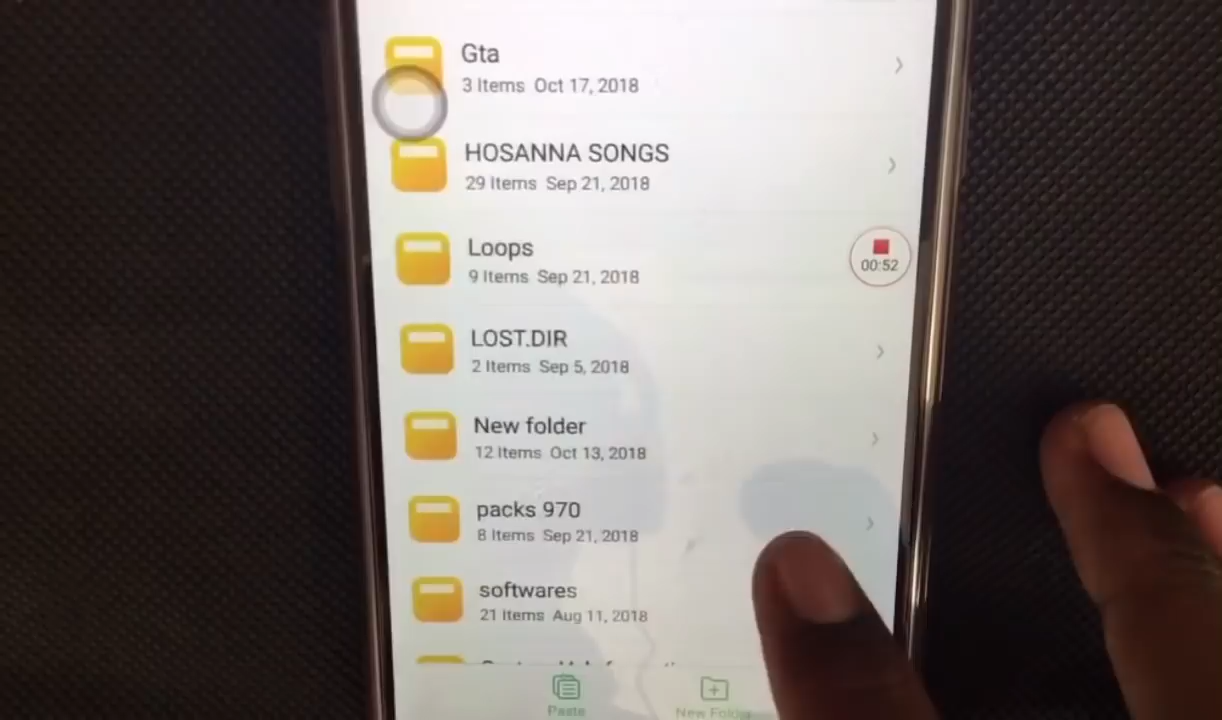 Gta
3 Items Oct 17, 2018
HOSANNA SONGS
29 Items Sep 21, 2018
Loops
9 Items Sep 21, 2018
00:52
LOST.DIR
2 Items Sep 5, 2018
New folder
12 Items Oct 13, 2018
packs 970
8 Items Sep 21, 2018
softwares
21 Items Aug 11, 2018
Paste
New Folder